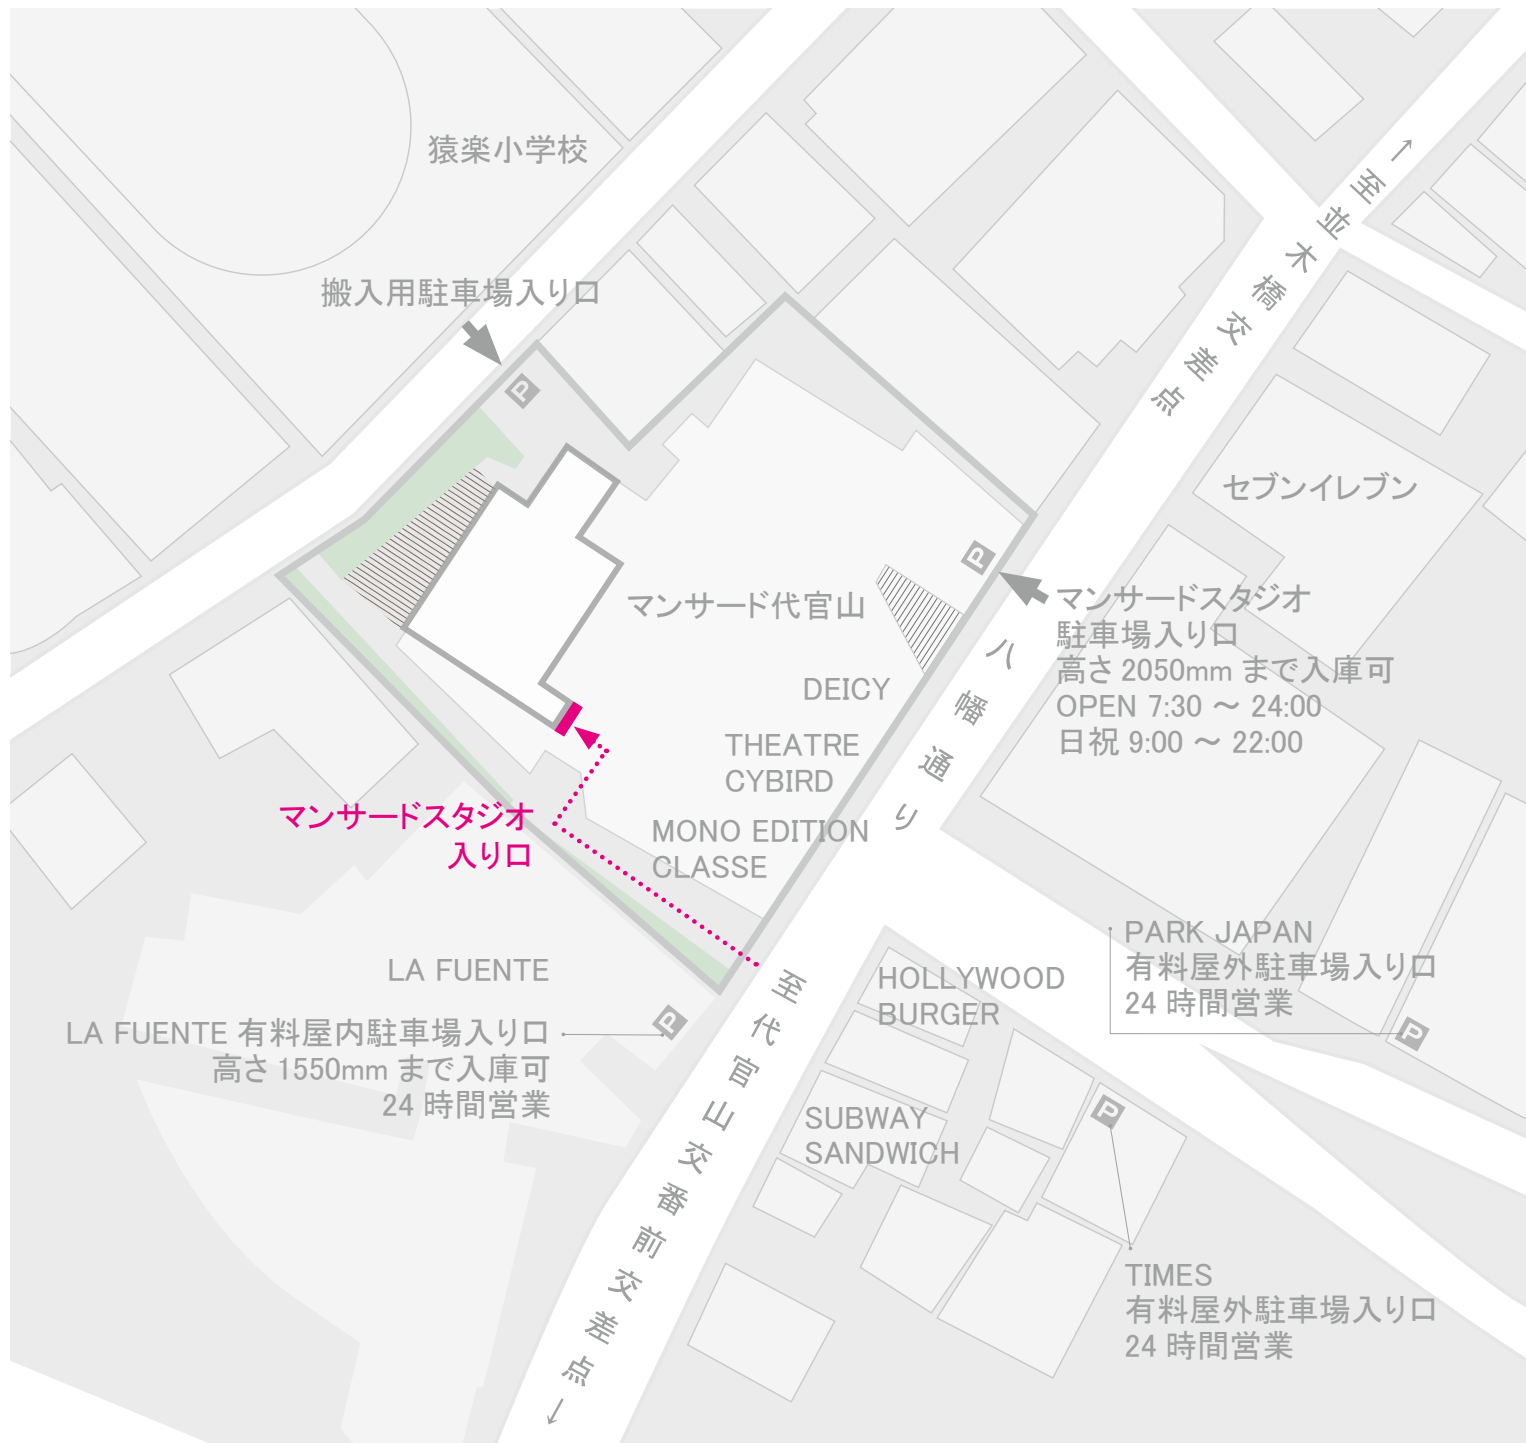 猿楽小学校
搬入用駐車場入り口
P
→至並木橋交差点
セブンイレブン
P
マンサードスタジオ
駐車場入り口
高さ 2050mm まで入庫可
OPEN 7:30 ～ 24:00
日祝 9:00 ～ 22:00
マンサード代官山
八幡通り
DEICY
THEATRE
CYBIRD
MONO EDITION
CLASSE
マンサードスタジオ
入り口
LA FUENTE
LA FUENTE 有料屋内駐車場入り口
高さ 1550mm まで入庫可
24 時間営業
P
至代官山交番前交差点→
HOLLYWOOD
BURGER
PARK JAPAN
有料屋外駐車場入り口
24 時間営業
P
SUBWAY
SANDWICH
P
TIMES
有料屋外駐車場入り口
24 時間営業